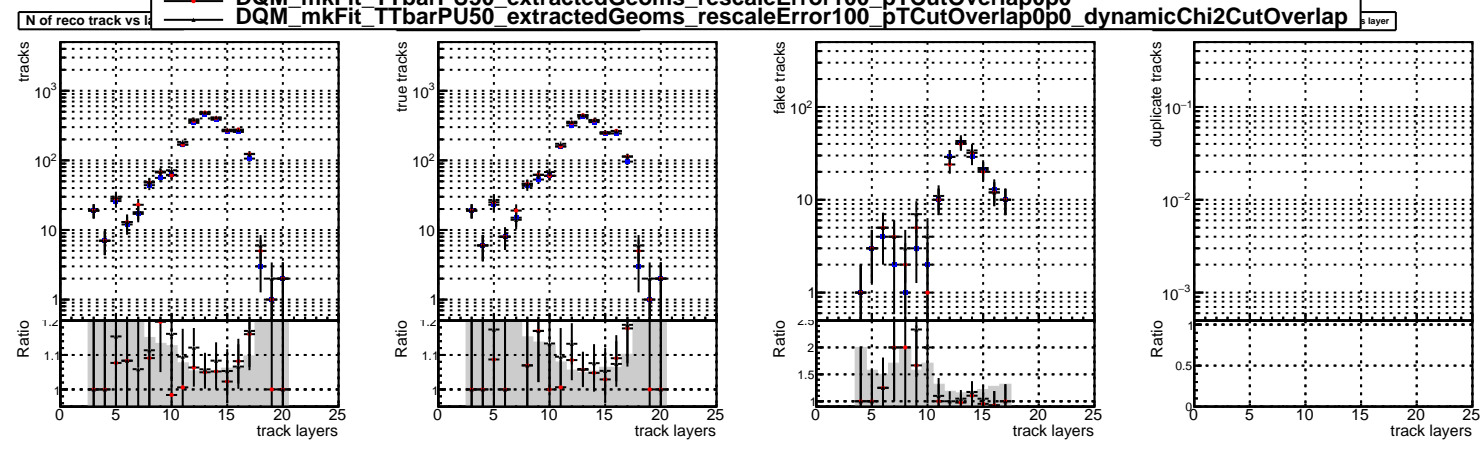 DQM_mkFit_TTbarPU50_extractedGeoms_rescaleError100_pTCutOverlap0p0
DQM_mkFit_TTbarPU50_extractedGeoms_rescaleError100_pTCutOverlap0p0_dynamicChi2CutOverlap
N of reco track vs
layer
tracks
10³
10²
10
1
Ratio
1.2
1.1
1
0 5 10 15 20 25
track layers
true tracks
10³
10²
10
1
Ratio
1.2
1.1
1
0 5 10 15 20 25
track layers
fake tracks
10²
10
1
Ratio
2.5
2
1.5
1
0 5 10 15 20 25
track layers
duplicate tracks
10⁻¹
10⁻²
10⁻³
Ratio
1
0.5
0
0 5 10 15 20 25
track layers